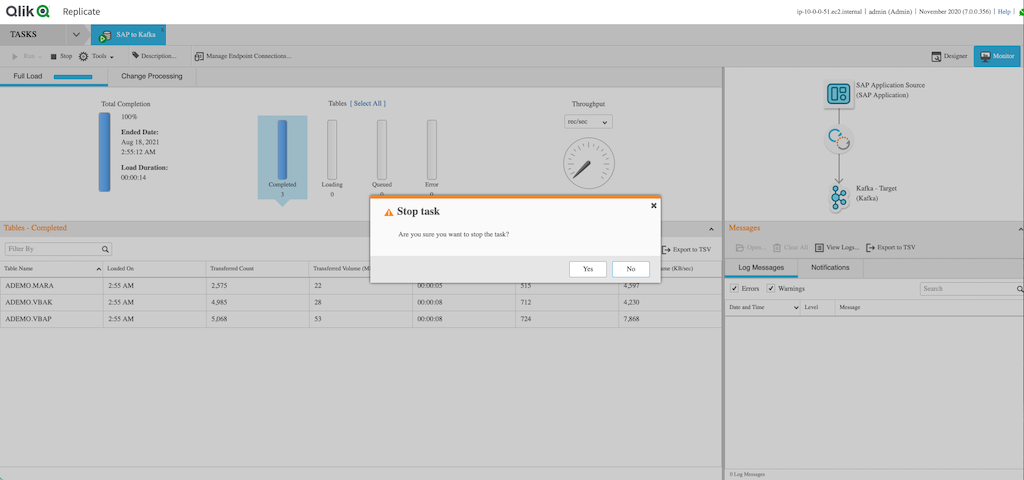 Qlik Q Replicate
ip-10-0-0-51.ec2.internal | admin (Admin) | November 2020 (7.0.0.356) | Help |
TASKS SAP to Kafka
Run Stop Tools Description... Manage Endpoint Connections... Designer Monitor
Full Load Change Processing
Total Completion
100%
Ended Date:
Aug 18, 2021
2:55:12 AM
Load Duration:
00:00:14
Tables [ Select All ]
Completed Loading Queued Error
3 0 0 0
Throughput
rec/sec
SAP Application Source
(SAP Application)
Kafka - Target
(Kafka)
Stop task
Are you sure you want to stop the task?
Yes No
Tables - Completed
Filter By
Export to TSV
Table Name Loaded On Transferred Count Transferred Volume (M ume (KB/sec)
ADEMO.MARA 2:55 AM 2,575 22 00:00:05 515 4,597
ADEMO.VBAK 2:55 AM 4,985 28 00:00:08 712 4,230
ADEMO.VBAP 2:55 AM 5,068 53 00:00:08 724 7,868
Messages
Open... Clear All View Logs... Export to TSV
Log Messages Notifications
Errors Warnings Search
Date and Time Level Message
0 Log Messages